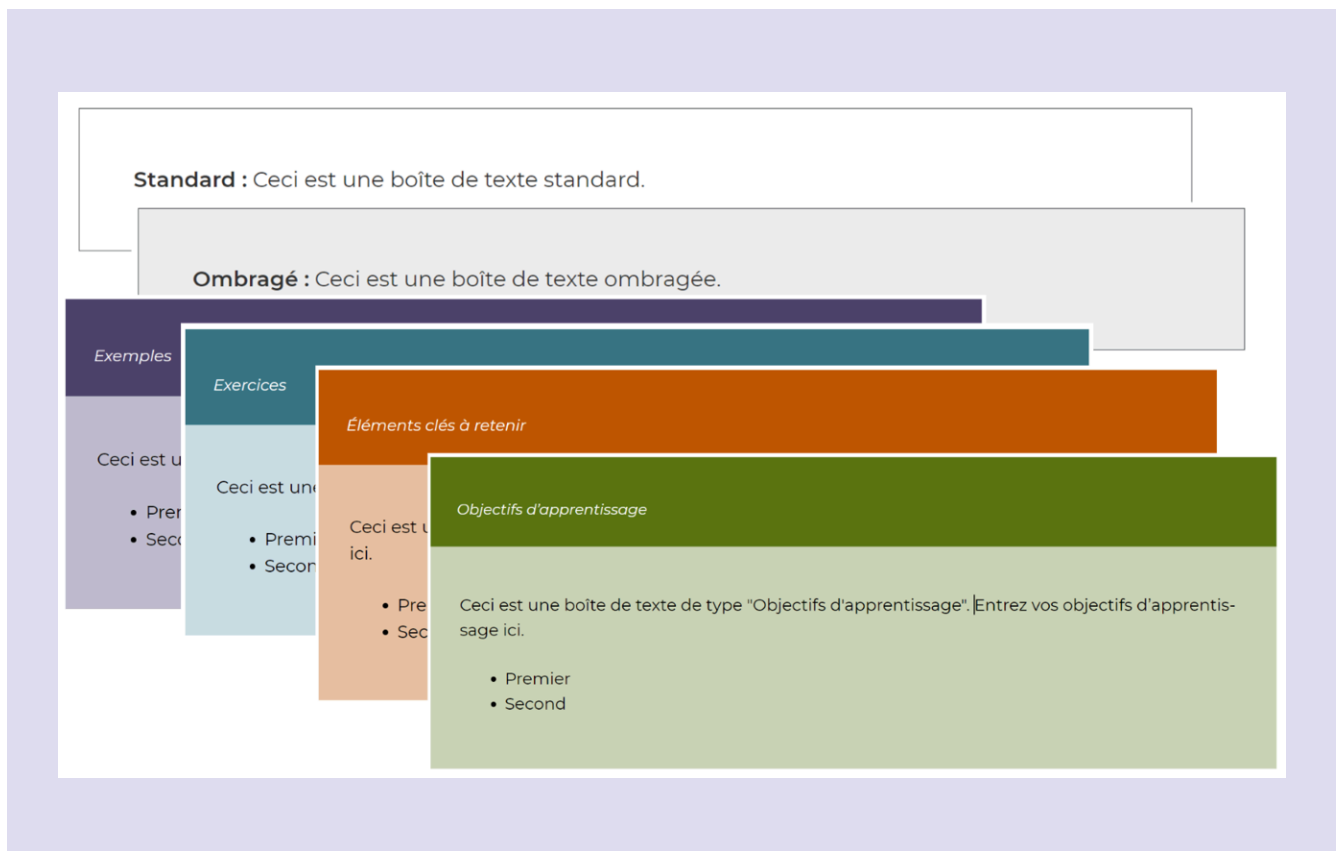 Standard : Ceci est une boîte de texte standard.
Ombragé : Ceci est une boîte de texte ombragée.
Exemples
Ceci est
Exercices
Ceci est
Éléments clés à retenir
Ceci est
ici.
Objectifs d'apprentissage
Ceci est une boîte de texte de type "Objectifs d'apprentissage". Entrez vos objectifs d'apprentis-
sage ici.
• Premier
• Second